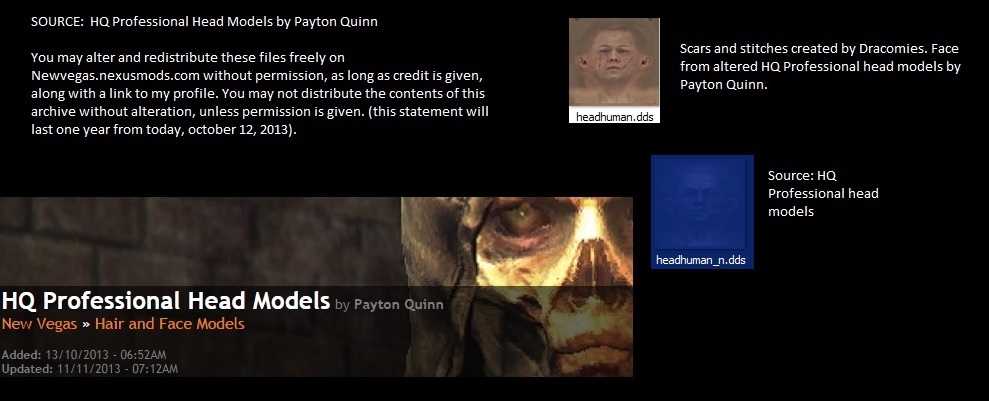 SOURCE:  HQ Professional Head Models by Payton Quinn
You may alter and redistribute these files freely on
Newvegas.nexusmods.com without permission, as long as credit is given,
along with a link to my profile. You may not distribute the contents of this
archive without alteration, unless permission is given. (this statement will
last one year from today, october 12, 2013).
headhuman.dds
Scars and stitches created by Dracomies. Face
from altered HQ Professional head models by
Payton Quinn.
headhuman_n.dds
Source: HQ
Professional head
models
HQ Professional Head Models by Payton Quinn
New Vegas » Hair and Face Models
Added: 13/10/2013 - 06:52AM
Updated: 11/11/2013 - 07:12AM